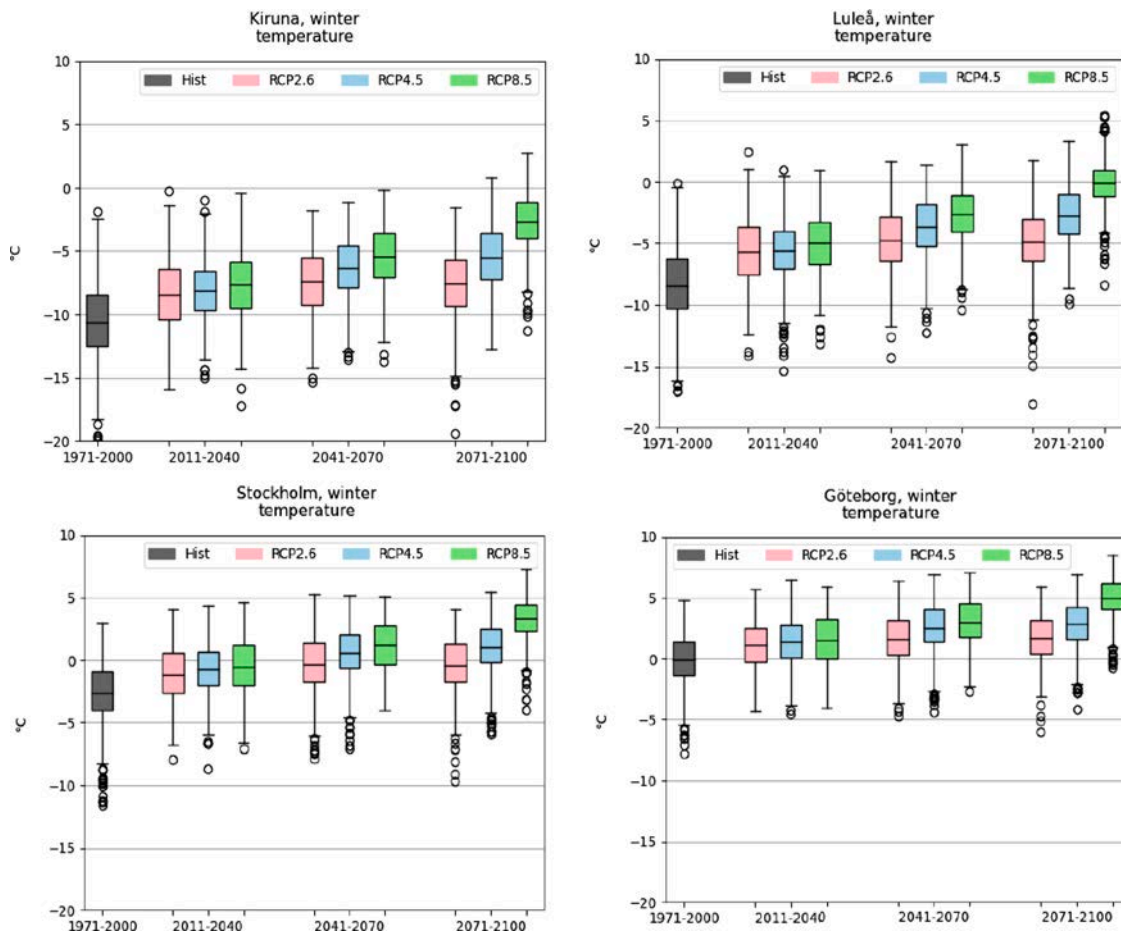 Kiruna, winter
temperature
10
Hist RCP2.6 RCP4.5 RCP8.5
5
0
°C
−5
−10
−15
−20
1971-2000 2011-2040 2041-2070 2071-2100
Luleå, winter
temperature
10
Hist RCP2.6 RCP4.5 RCP8.5
5
0
°C
−5
−10
−15
−20
1971-2000 2011-2040 2041-2070 2071-2100
Stockholm, winter
temperature
10
Hist RCP2.6 RCP4.5 RCP8.5
5
0
°C
−5
−10
−15
−20
1971-2000 2011-2040 2041-2070 2071-2100
Göteborg, winter
temperature
10
Hist RCP2.6 RCP4.5 RCP8.5
5
0
°C
−5
−10
−15
−20
1971-2000 2011-2040 2041-2070 2071-2100